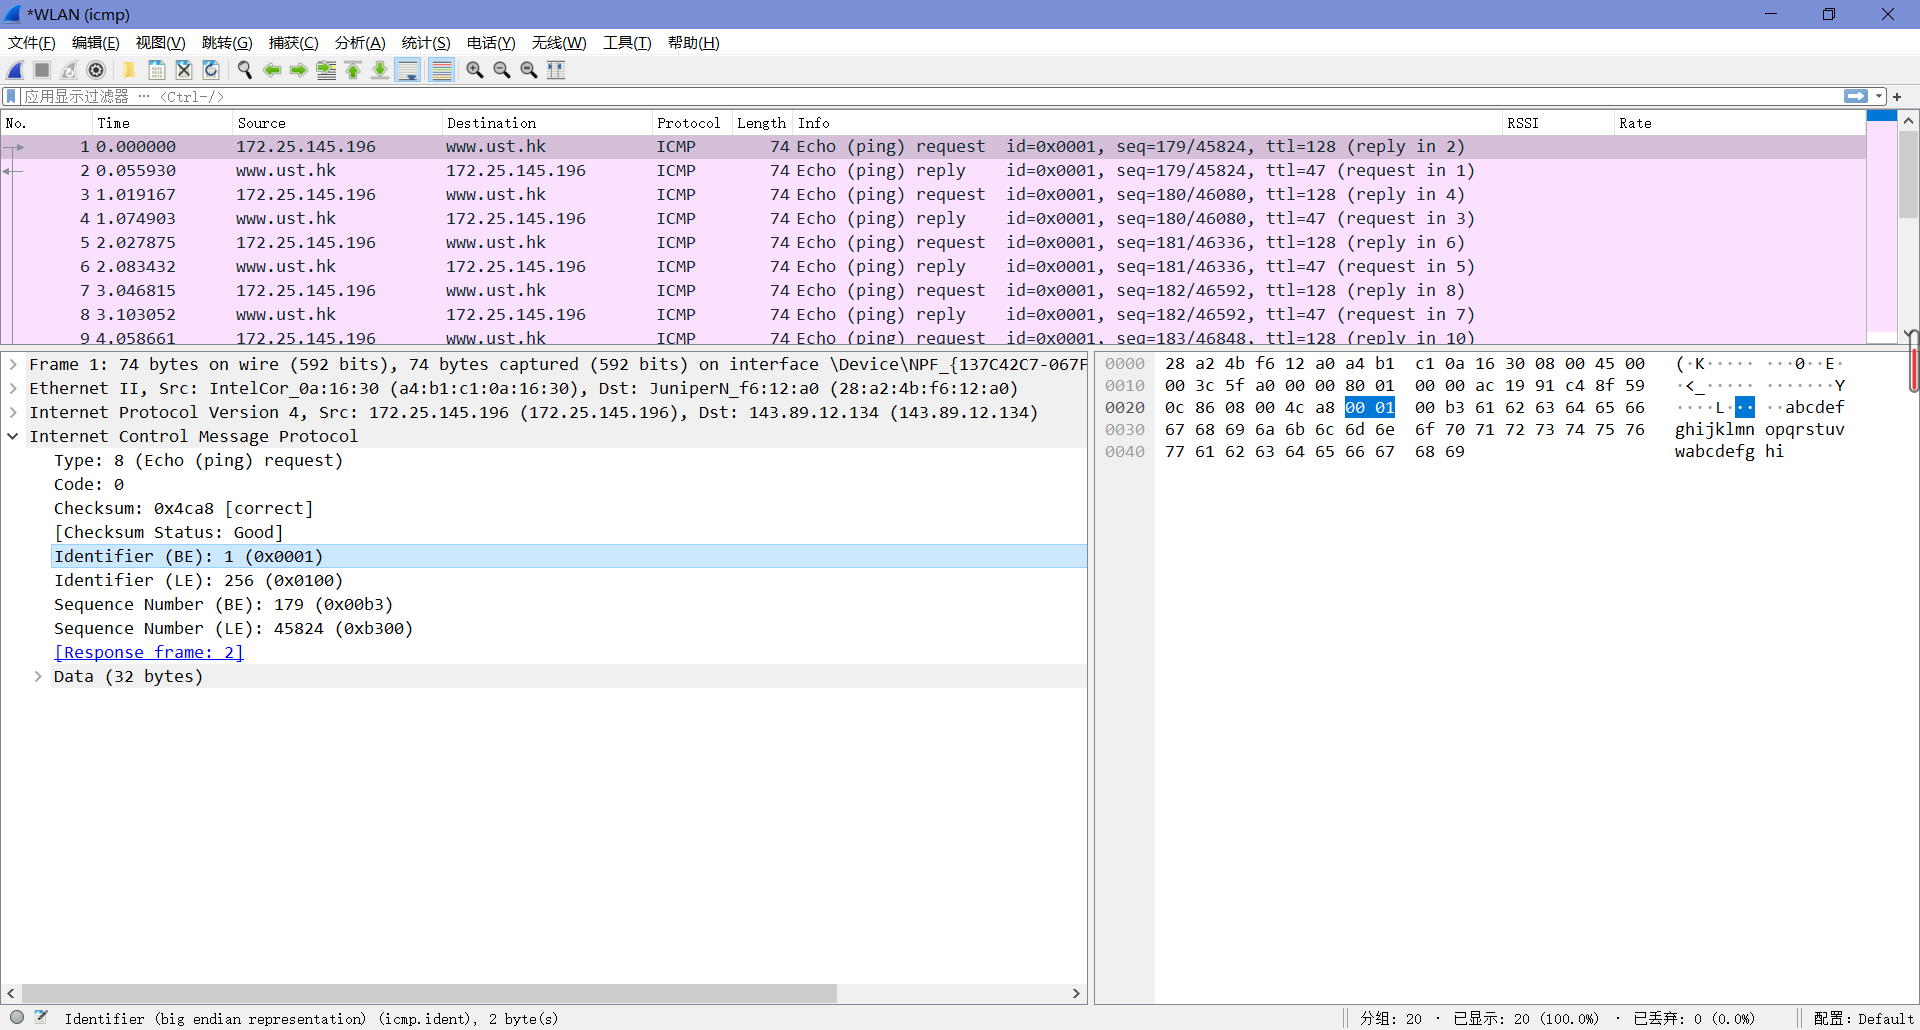 *WLAN (icmp)
文件(F) 编辑(E) 视图(V) 跳转(G) 捕获(C) 分析(A) 统计(S) 电话(Y) 无线(W) 工具(T) 帮助(H)
应用显示过滤器 … <Ctrl-/>
No. Time Source Destination Protocol Length Info RSSI Rate
1 0.000000 172.25.145.196 www.ust.hk ICMP 74 Echo (ping) request id=0x0001, seq=179/45824, ttl=128 (reply in 2)
2 0.055930 www.ust.hk 172.25.145.196 ICMP 74 Echo (ping) reply id=0x0001, seq=179/45824, ttl=47 (request in 1)
3 1.019167 172.25.145.196 www.ust.hk ICMP 74 Echo (ping) request id=0x0001, seq=180/46080, ttl=128 (reply in 4)
4 1.074903 www.ust.hk 172.25.145.196 ICMP 74 Echo (ping) reply id=0x0001, seq=180/46080, ttl=47 (request in 3)
5 2.027875 172.25.145.196 www.ust.hk ICMP 74 Echo (ping) request id=0x0001, seq=181/46336, ttl=128 (reply in 6)
6 2.083432 www.ust.hk 172.25.145.196 ICMP 74 Echo (ping) reply id=0x0001, seq=181/46336, ttl=47 (request in 5)
7 3.046815 172.25.145.196 www.ust.hk ICMP 74 Echo (ping) request id=0x0001, seq=182/46592, ttl=128 (reply in 8)
8 3.103052 www.ust.hk 172.25.145.196 ICMP 74 Echo (ping) reply id=0x0001, seq=182/46592, ttl=47 (request in 7)
9 4.058661 172.25.145.196 www.ust.hk ICMP 74 Echo (ping) request id=0x0001, seq=183/46848, ttl=128 (reply in 10)
Frame 1: 74 bytes on wire (592 bits), 74 bytes captured (592 bits) on interface \Device\NPF_{137C42C7-067F
Ethernet II, Src: IntelCor_0a:16:30 (a4:b1:c1:0a:16:30), Dst: JuniperN_f6:12:a0 (28:a2:4b:f6:12:a0)
Internet Protocol Version 4, Src: 172.25.145.196 (172.25.145.196), Dst: 143.89.12.134 (143.89.12.134)
Internet Control Message Protocol
Type: 8 (Echo (ping) request)
Code: 0
Checksum: 0x4ca8 [correct]
[Checksum Status: Good]
Identifier (BE): 1 (0x0001)
Identifier (LE): 256 (0x0100)
Sequence Number (BE): 179 (0x00b3)
Sequence Number (LE): 45824 (0xb300)
[Response frame: 2]
Data (32 bytes)
0000 28 a2 4b f6 12 a0 a4 b1 c1 0a 16 30 08 00 45 00 (·K····· ···0··E·
0010 00 3c 5f a0 00 00 80 01 00 00 ac 19 91 c4 8f 59 ·<_····· ·······Y
0020 0c 86 08 00 4c a8 00 01 00 b3 61 62 63 64 65 66 ····L··· ··abcdef
0030 67 68 69 6a 6b 6c 6d 6e 6f 70 71 72 73 74 75 76 ghijklmn opqrstuv
0040 77 61 62 63 64 65 66 67 68 69 wabcdefg hi
Identifier (big endian representation) (icmp.ident), 2 byte(s)
分组: 20 · 已显示: 20 (100.0%) · 已丢弃: 0 (0.0%)
配置: Default